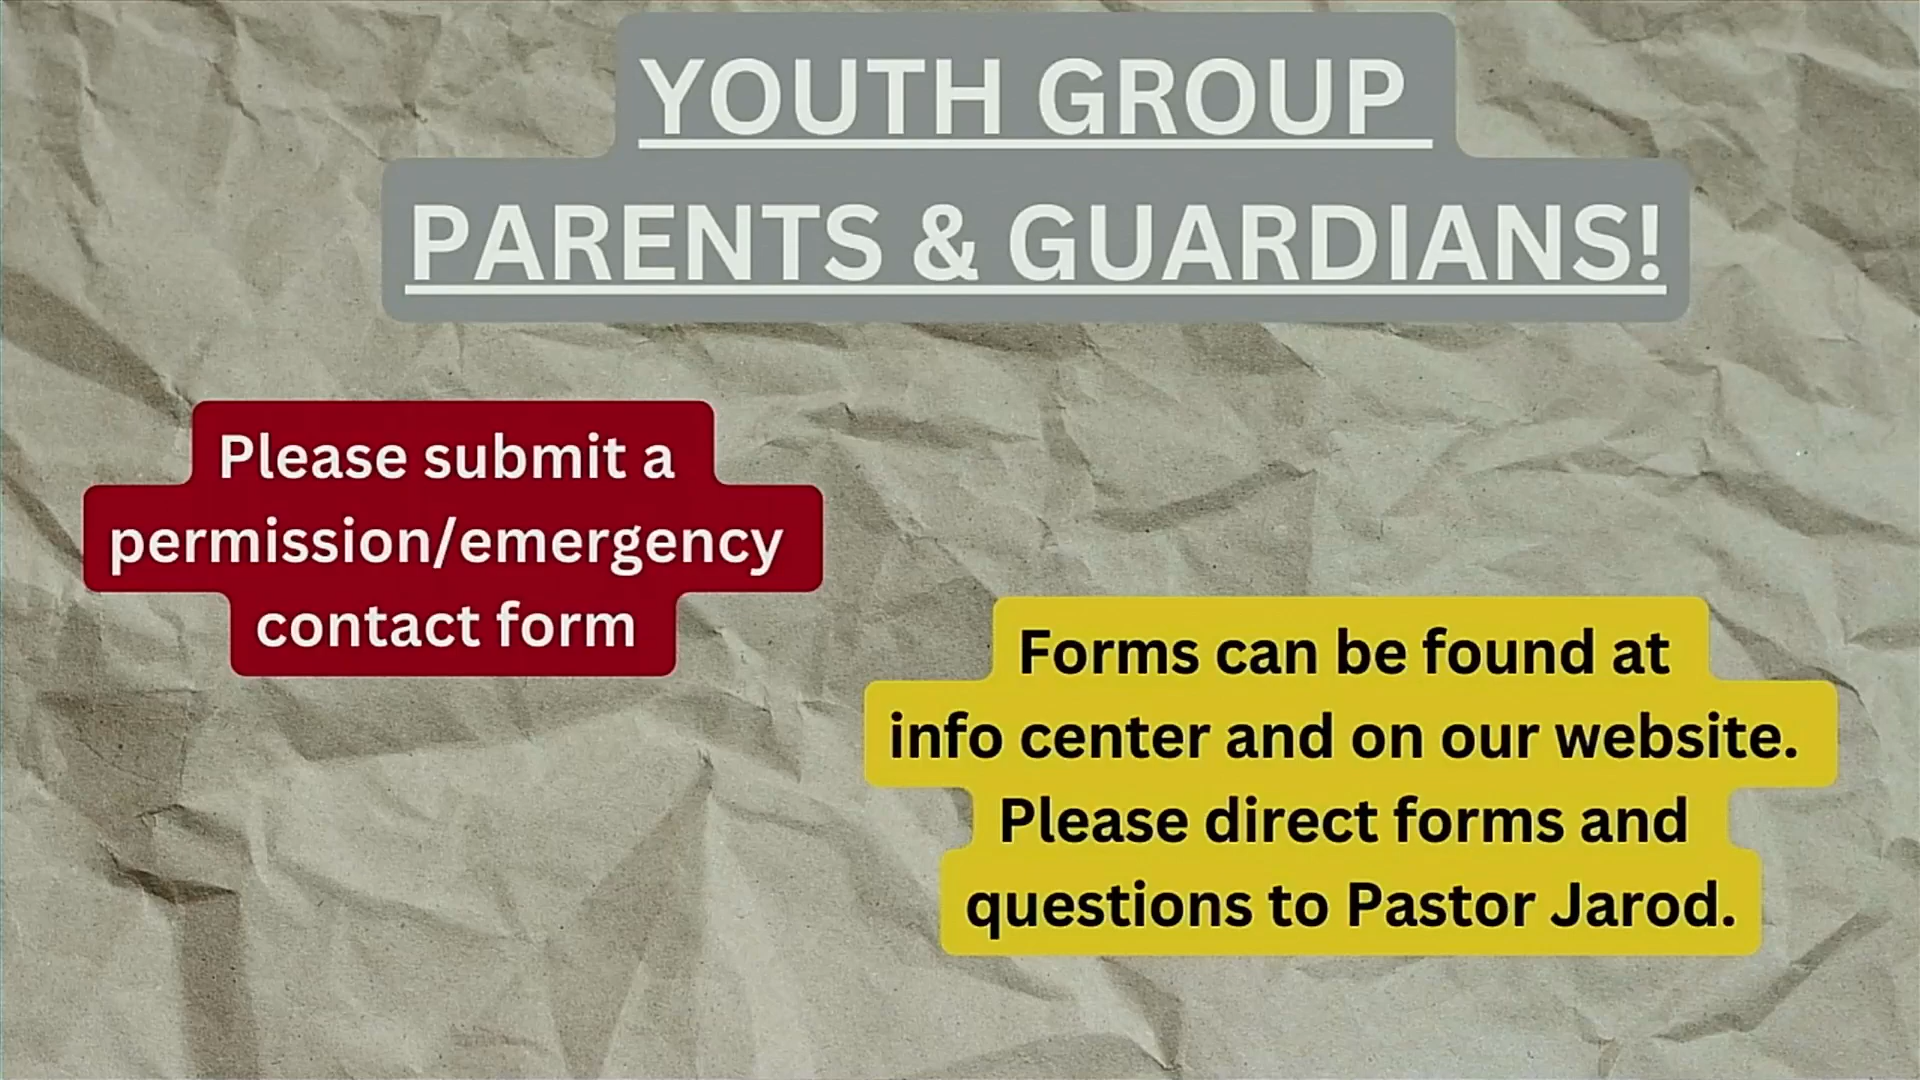 YOUTH GROUP
PARENTS & GUARDIANS!
Please submit a
permission/emergency
contact form
Forms can be found at
info center and on our website.
Please direct forms and
questions to Pastor Jarod.